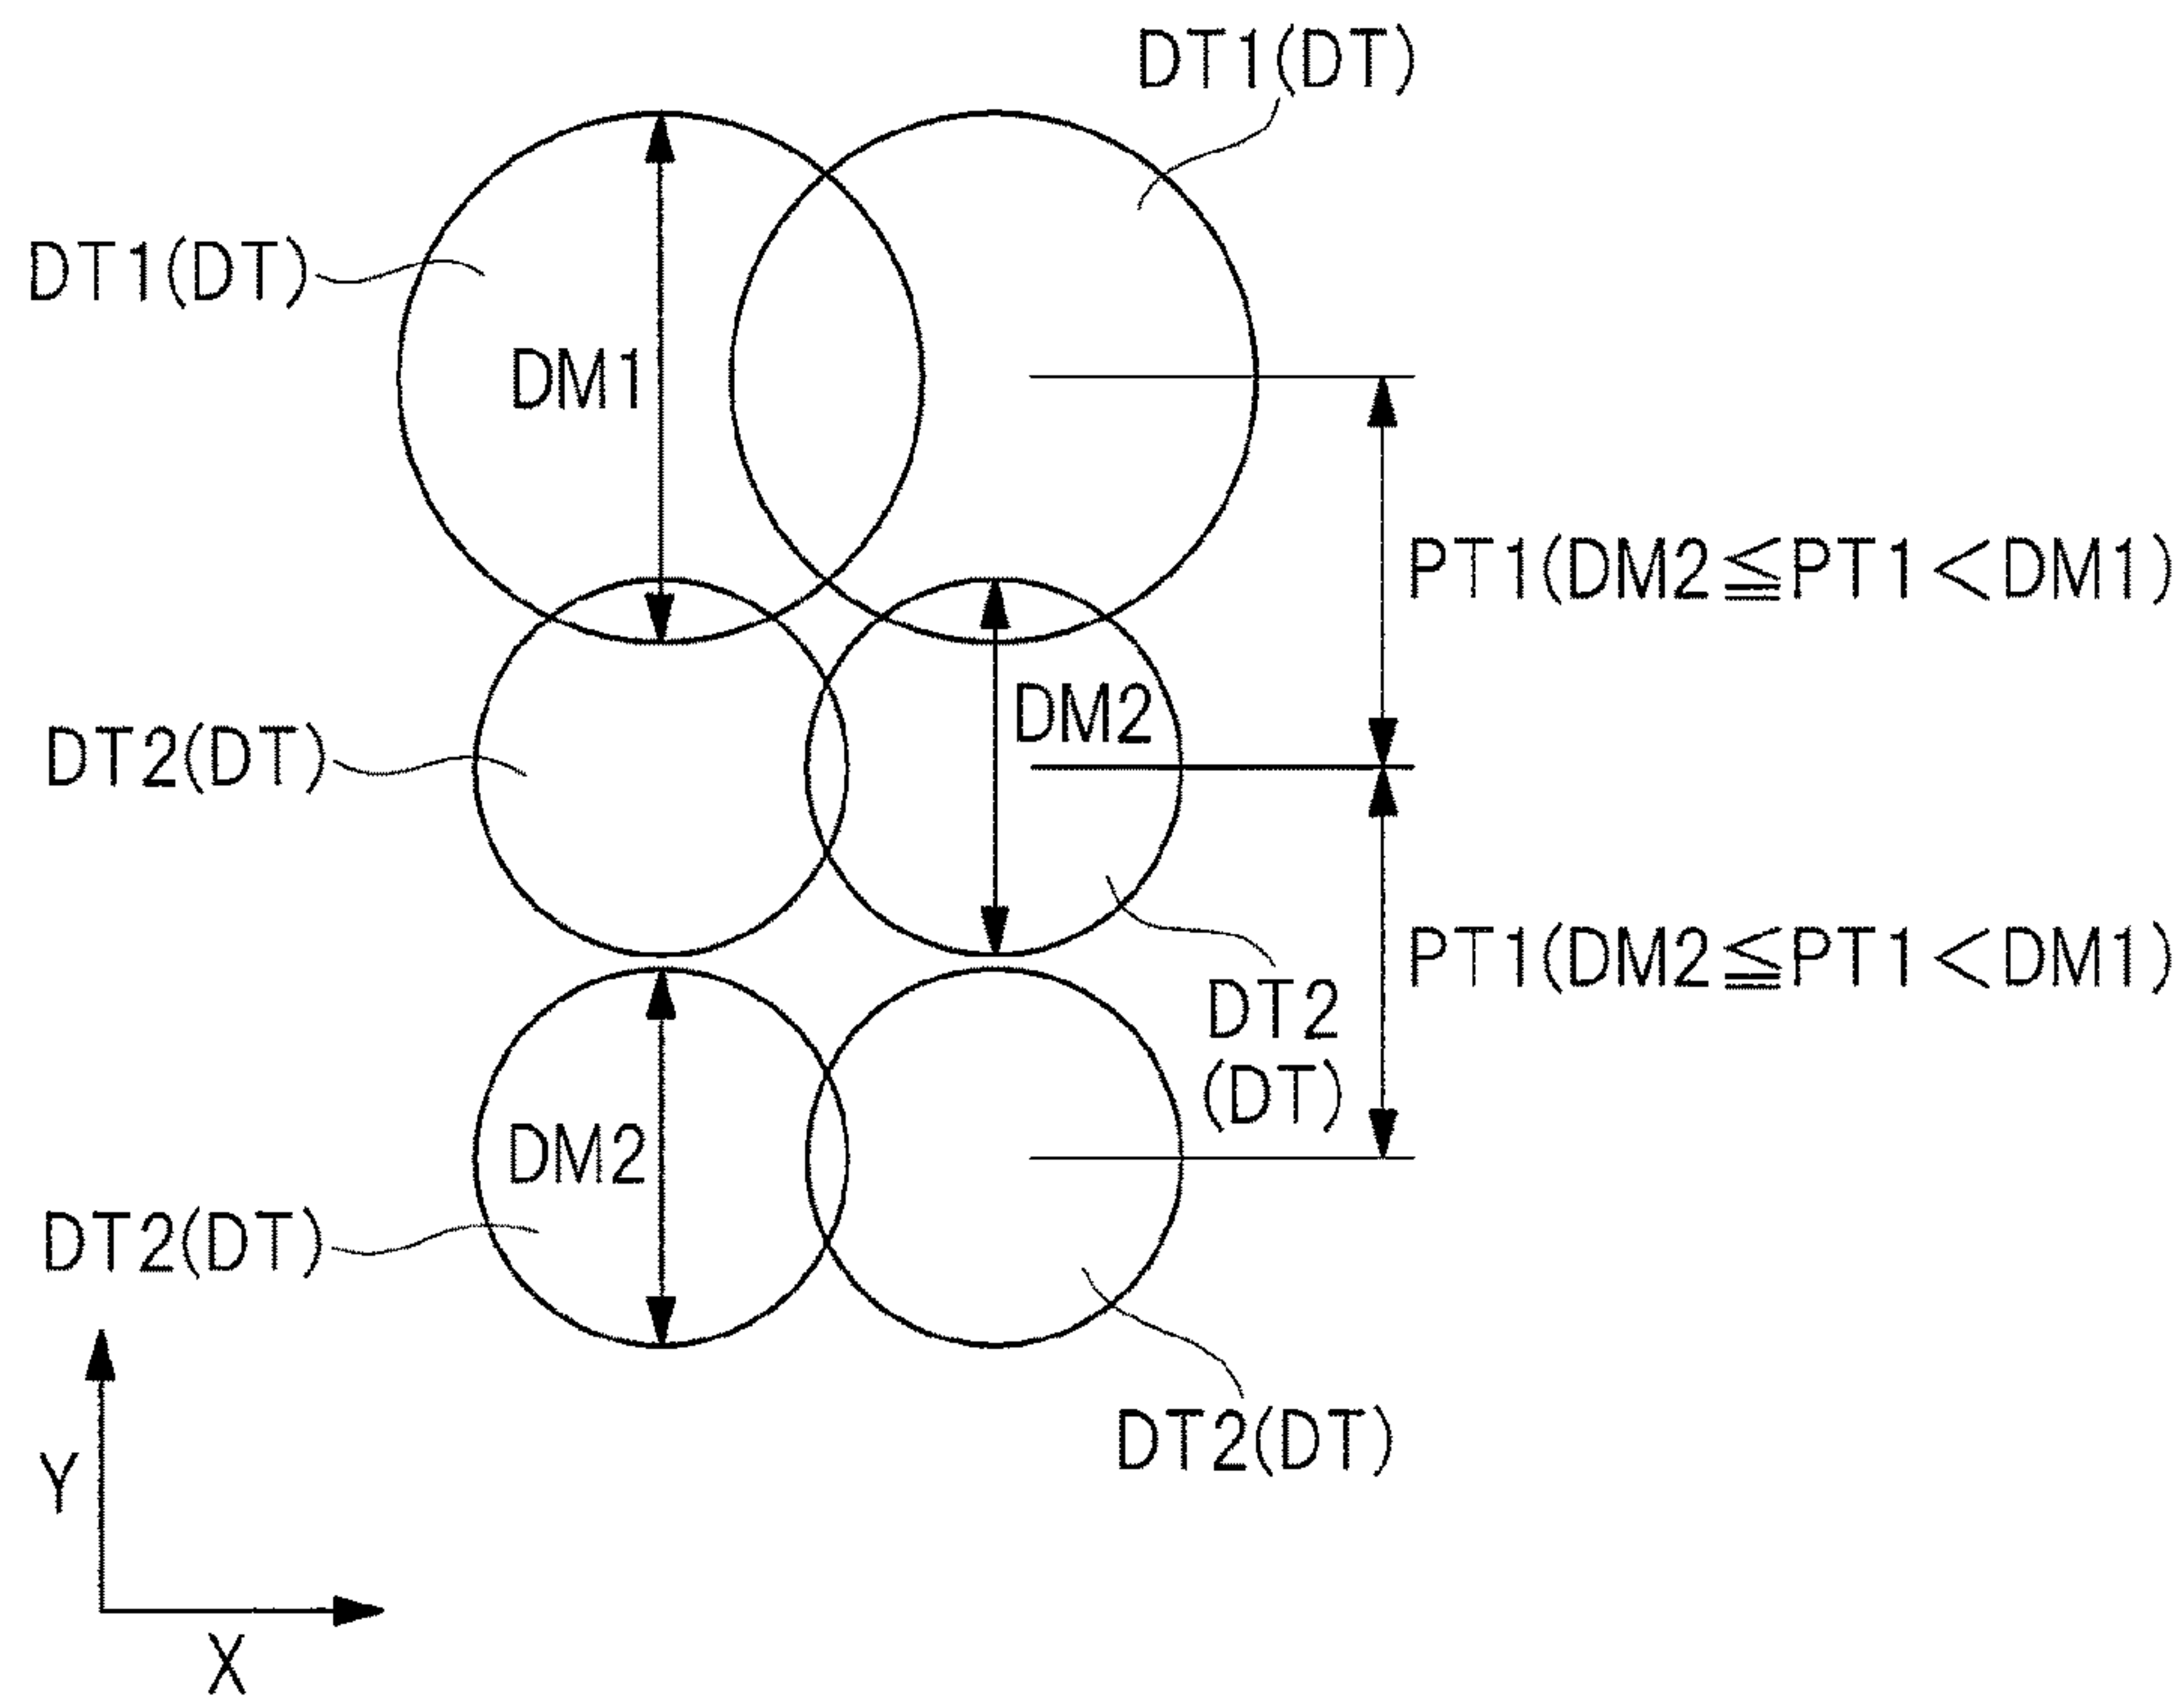 DT1(DT)
DT1(DT)
DM1
PT1(DM2≦PT1<DM1)
DM2
DT2(DT)
PT1(DM2≦PT1<DM1)
DT2
(DT)
DM2
DT2(DT)
DT2(DT)
Y
X